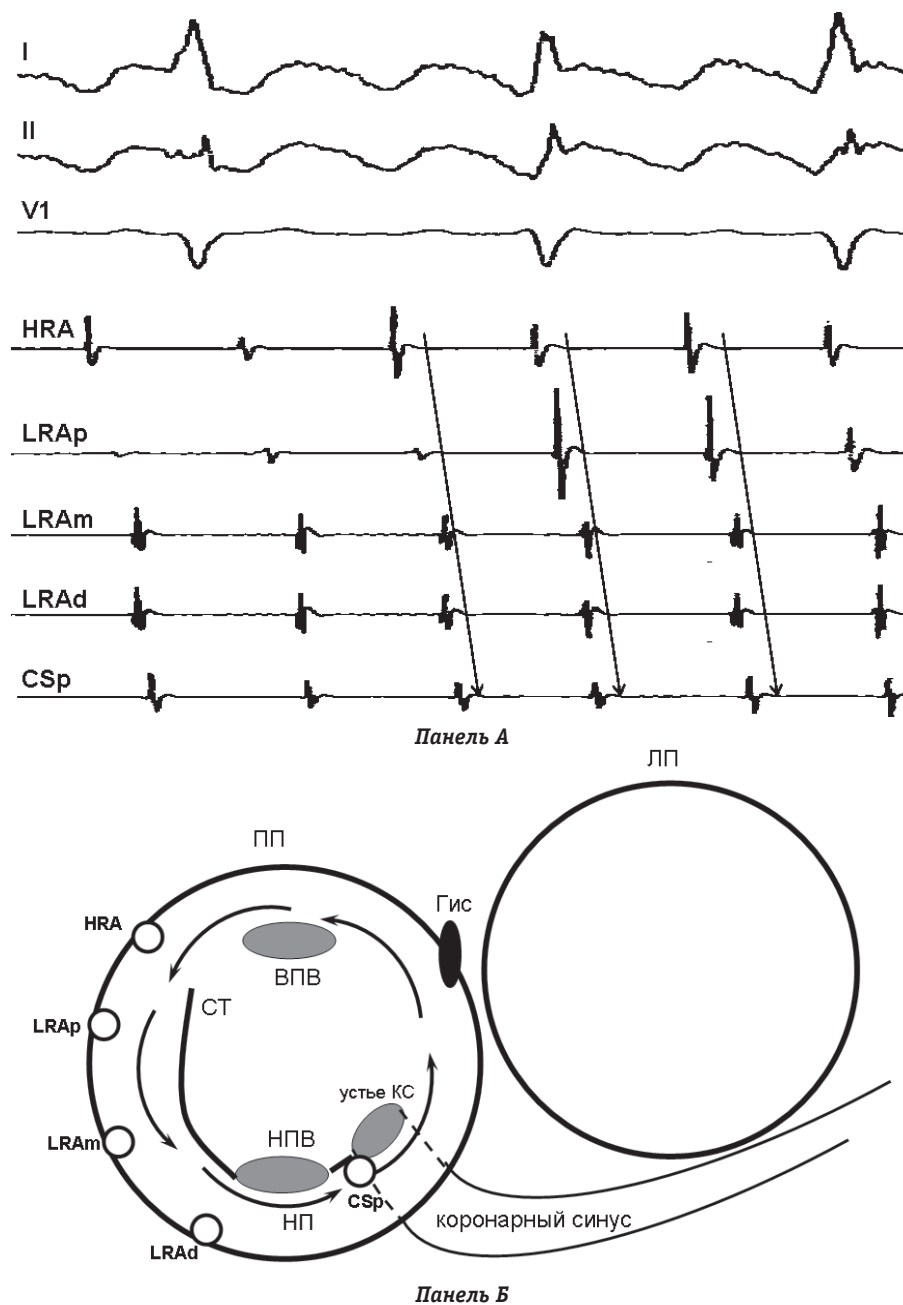 I
II
V1
HRA
LRAp
LRAm
LRAd
CSp
Панель А
ЛП
ПП
Гис
HRA
ВПВ
СТ
LRAp
устье КС
LRAm
НПВ
CSp
НП
коронарный синус
LRAd
Панель Б